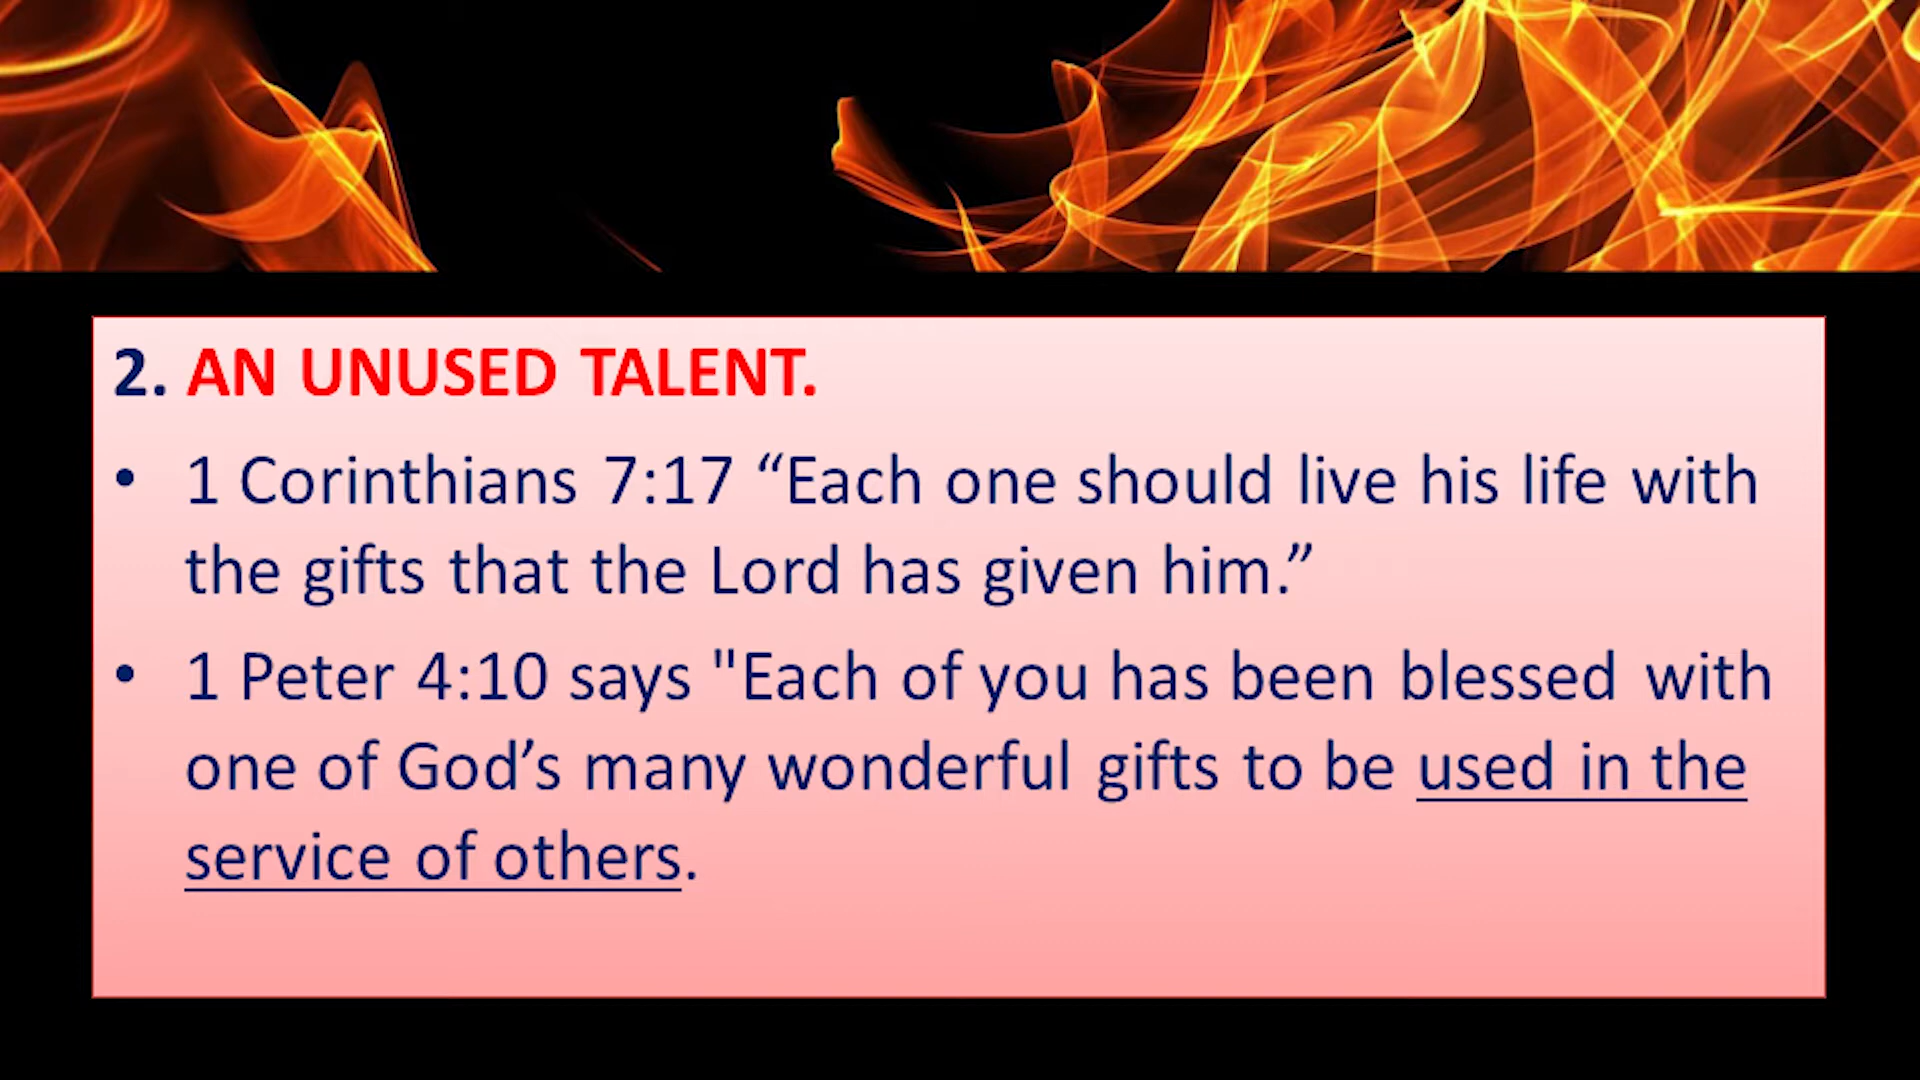 2. AN UNUSED TALENT.
• 1 Corinthians 7:17 “Each one should live his life with
the gifts that the Lord has given him.”
• 1 Peter 4:10 says "Each of you has been blessed with
one of God’s many wonderful gifts to be used in the
service of others.